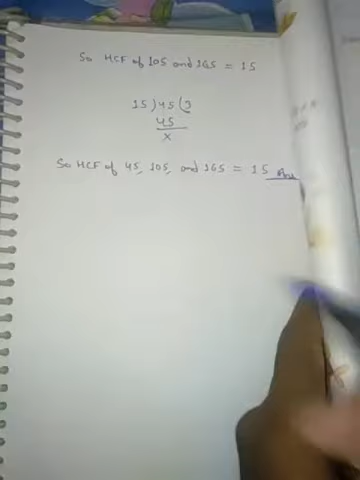 So HCF of 105 and 165 = 15
15 ) 45 ( 3
45
x
So HCF of 45, 105, and 165 = 15 Ans